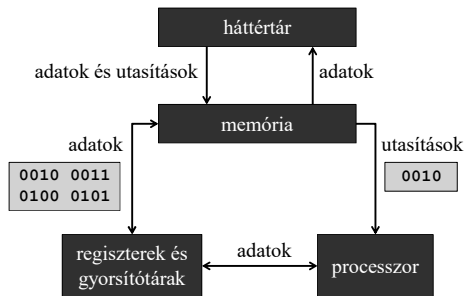 háttértár
adatok és utasítások
adatok
memória
adatok
utasítások
0010 0011
0100 0101
0010
regiszterek és
gyorsítótárak
adatok
processzor